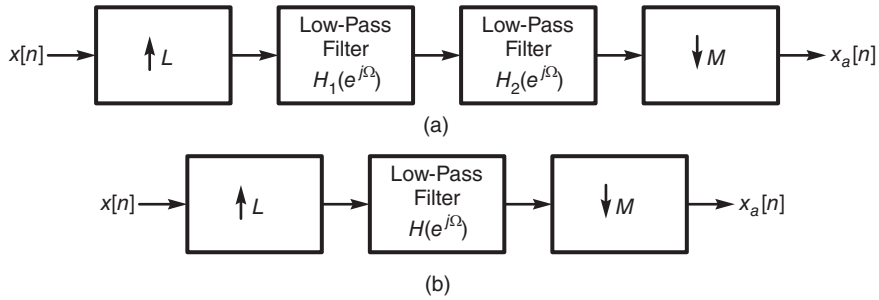 x[n]
↑ L
Low-Pass
Filter
H₁(e^{jΩ})
Low-Pass
Filter
H₂(e^{jΩ})
↓ M
xₐ[n]
(a)
x[n]
↑ L
Low-Pass
Filter
H(e^{jΩ})
↓ M
xₐ[n]
(b)